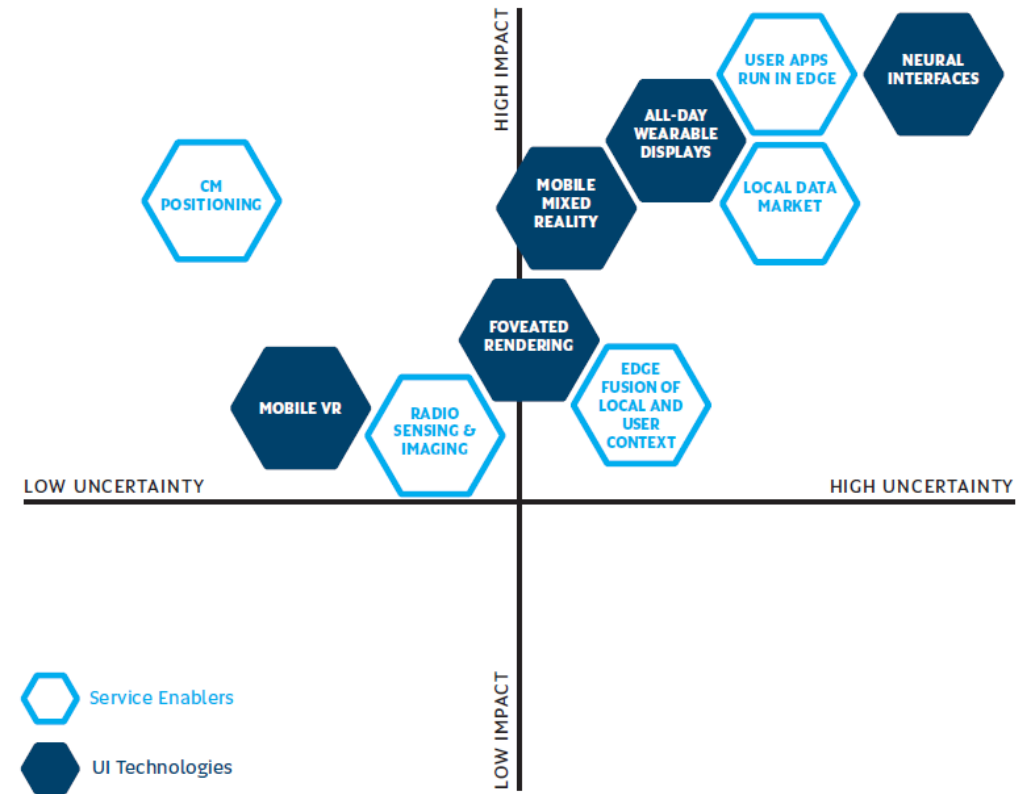 HIGH IMPACT
USER APPS
RUN IN EDGE
NEURAL
INTERFACES
ALL-DAY
WEARABLE
DISPLAYS
CM
POSITIONING
MOBILE
MIXED
REALITY
LOCAL DATA
MARKET
FOVEATED
RENDERING
EDGE
FUSION OF
LOCAL AND
USER
CONTEXT
MOBILE VR
RADIO
SENSING &
IMAGING
LOW UNCERTAINTY
HIGH UNCERTAINTY
LOW IMPACT
Service Enablers
UI Technologies